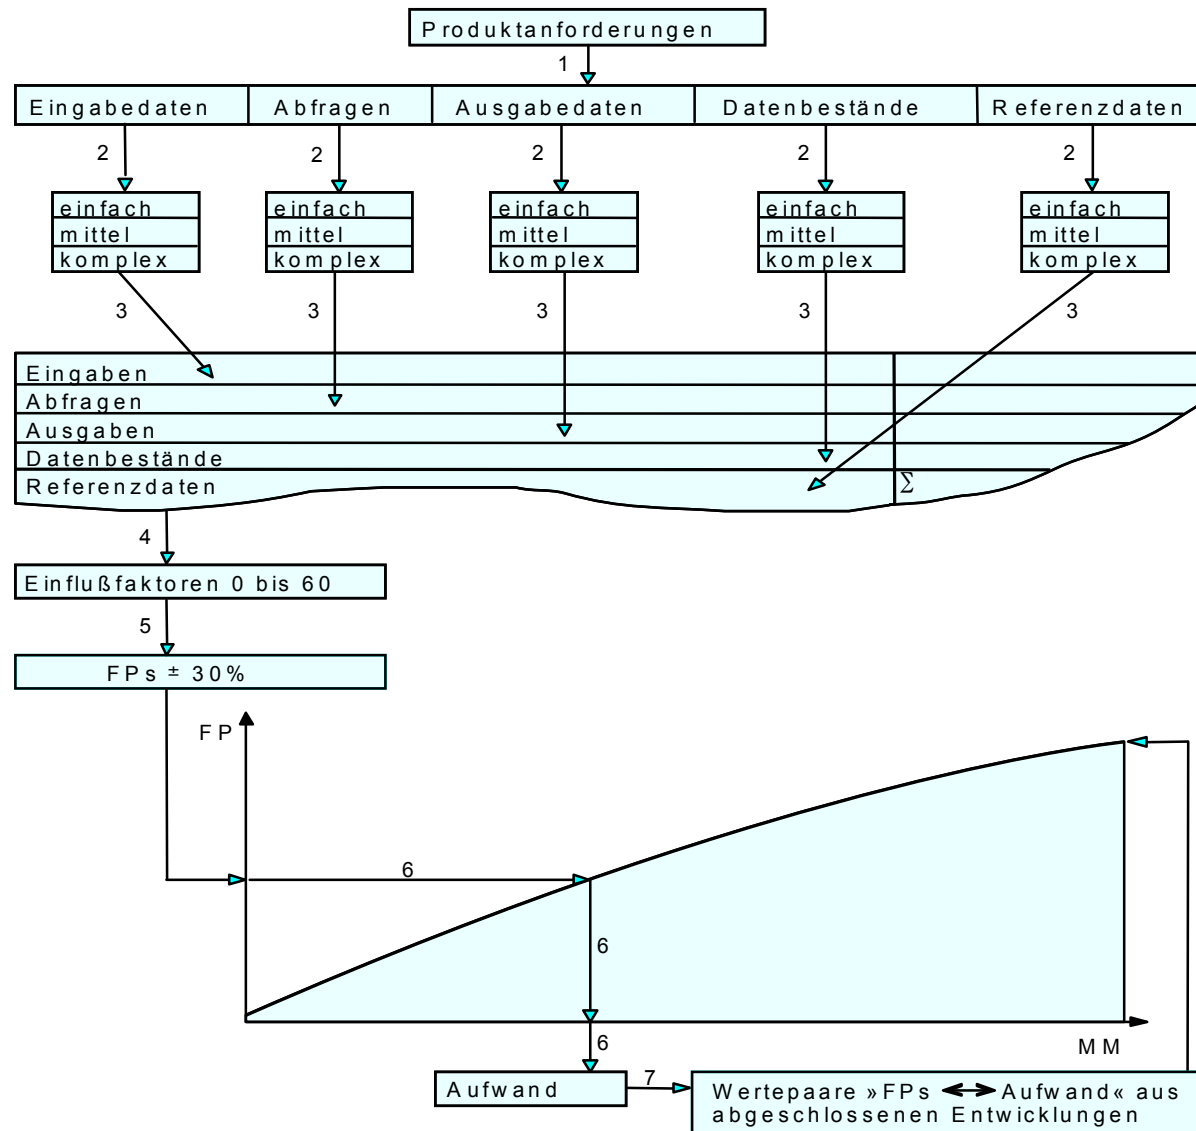 Produktanforderungen
1
Eingabedaten Abfragen Ausgabedaten Datenbestände Referenzdaten
2 2 2 2 2
einfach einfach einfach einfach einfach
mittel mittel mittel mittel mittel
komplex komplex komplex komplex komplex
3 3 3 3 3
Eingaben
Abfragen
Ausgaben
Datenbestände
Referenzdaten Σ
4
Einflußfaktoren 0 bis 60
5
FPs ± 30%
FP
6
6
6
MM
Aufwand 7 Wertepaare »FPs ↔ Aufwand« aus
abgeschlossenen Entwicklungen